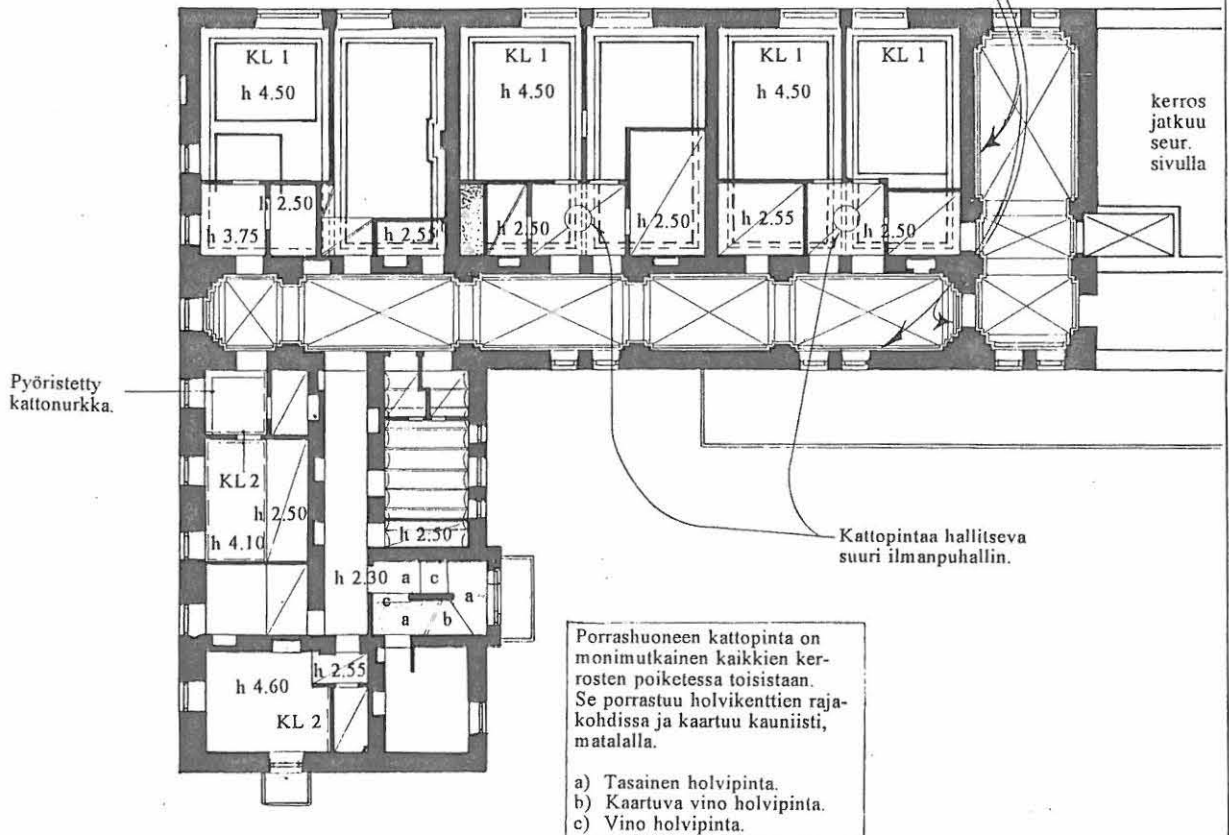 KL 1
h 4.50
KL 1
h 4.50
KL 1
h 4.50
KL 1
kerros
jatkuu
seur.
sivulla
h 2.50
h 3.75
h 2.55
h 2.50
h 2.50
h 2.55
h 2.50
Pyöristetty
kattonurkka.
KL 2
h 2.50
h 4.10
h 2.50
h 2.30
a
c
a
c
a
b
Kattopintaa hallitseva
suuri ilmanpuhallin.
h 2.55
h 4.60
KL 2
Porrashuoneen kattopinta on
monimutkainen kaikkien ker-
rosten poiketessa toisistaan.
Se porrastuu holvikenttien raja-
kohdissa ja kaartuu kauniisti,
matalalla.
a) Tasainen holvipinta.
b) Kaartuva vino holvipinta.
c) Vino holvipinta.